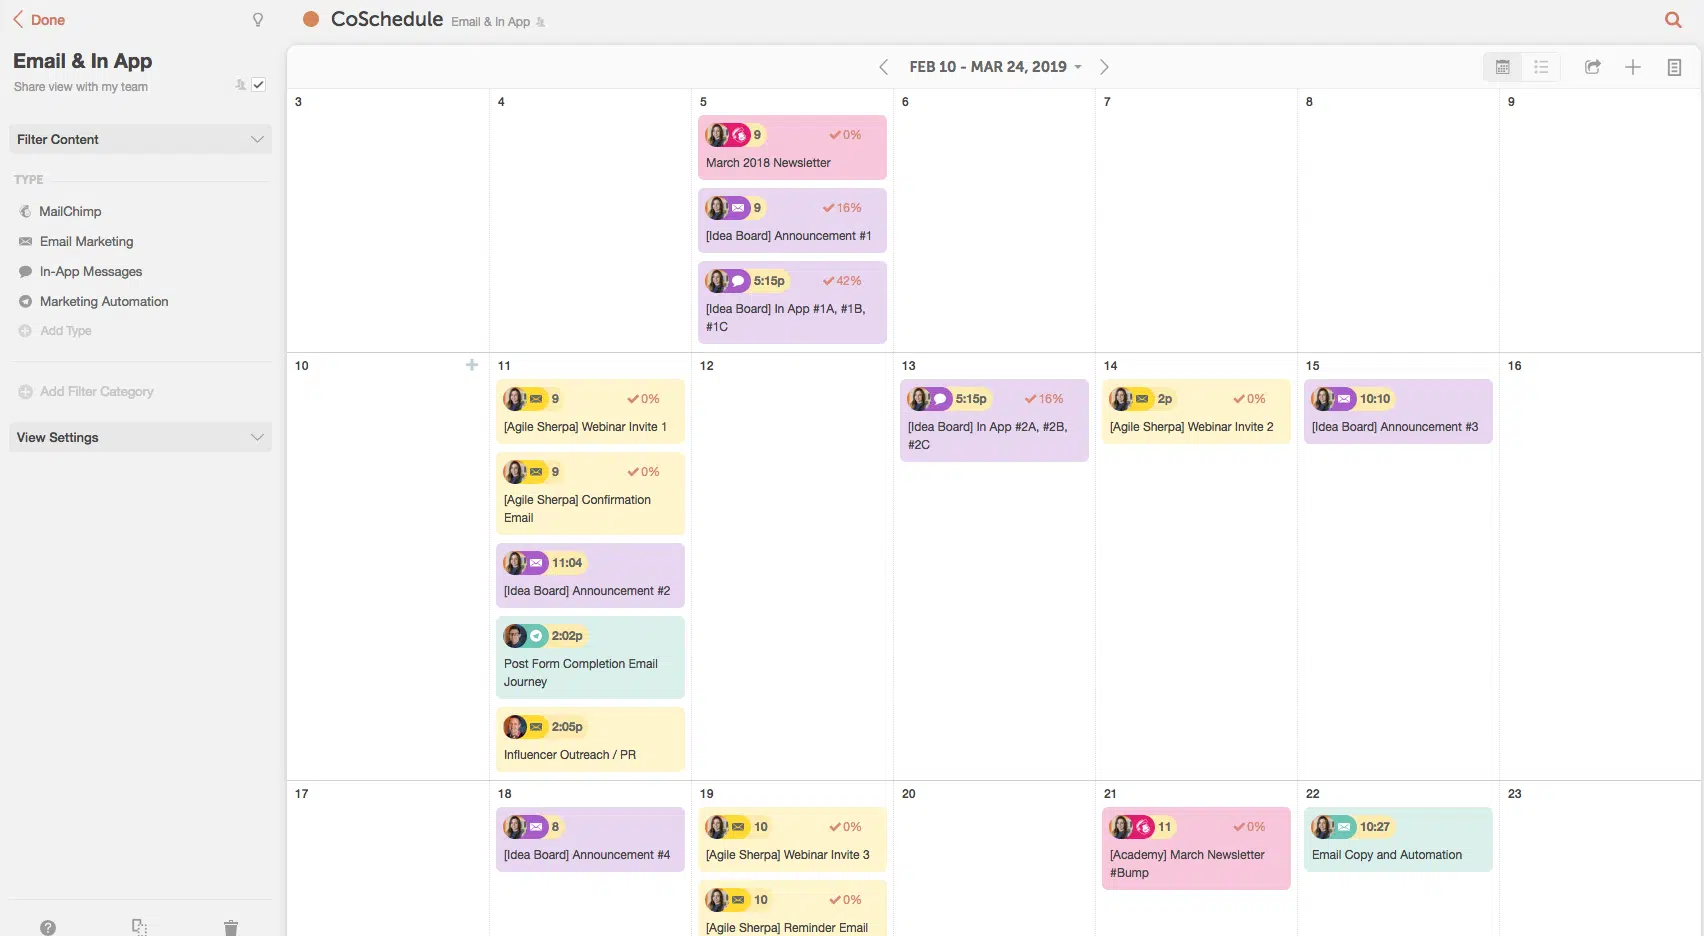 Done
Email & In App
Share view with my team
Filter Content
TYPE
MailChimp
Email Marketing
In-App Messages
Marketing Automation
Add Type
Add Filter Category
View Settings
CoSchedule Email & In App
FEB 10 - MAR 24, 2019
3 4 5 6 7 8 9
9 0%
March 2018 Newsletter
9 16%
[Idea Board] Announcement #1
5:15p 42%
[Idea Board] In App #1A, #1B,
#1C
10 11 12 13 14 15 16
9 0%
[Agile Sherpa] Webinar Invite 1
9 0%
[Agile Sherpa] Confirmation
Email
11:04
[Idea Board] Announcement #2
2:02p
Post Form Completion Email
Journey
2:05p
Influencer Outreach / PR
5:15p 16%
[Idea Board] In App #2A, #2B,
#2C
2p 0%
[Agile Sherpa] Webinar Invite 2
10:10
[Idea Board] Announcement #3
17 18 19 20 21 22 23
8
[Idea Board] Announcement #4
10 0%
[Agile Sherpa] Webinar Invite 3
10 0%
[Agile Sherpa] Reminder Email
11 0%
[Academy] March Newsletter
#Bump
10:27
Email Copy and Automation